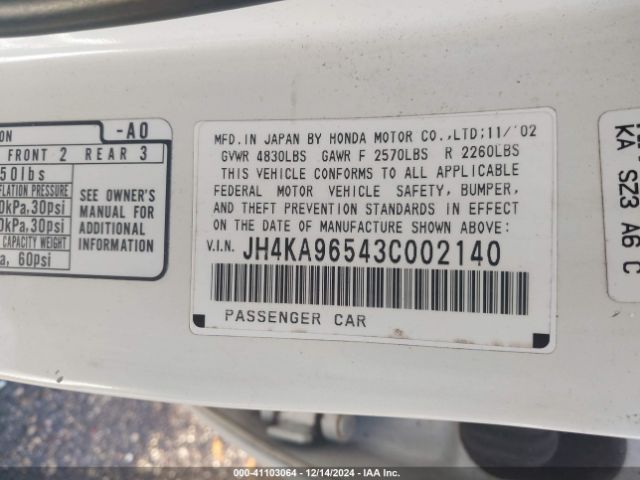 ON
-A0
FRONT 2 REAR 3
50lbs
FLATION PRESSURE
0kPa,30psi
0kPa,30psi
CAPACITY WEIGHT
a, 60psi
SEE OWNER'S
MANUAL FOR
ADDITIONAL
INFORMATION
MFD.IN JAPAN BY HONDA MOTOR CO.,LTD;11/'02
GVWR 4830LBS GAWR F 2570LBS R 2260LBS
THIS VEHICLE CONFORMS TO ALL APPLICABLE
FEDERAL MOTOR VEHICLE SAFETY, BUMPER,
AND THEFT PREVENTION STANDARDS IN EFFECT
ON THE DATE OF MANUFACTURE SHOWN ABOVE:
V.I.N. JH4KA96543C002140
PASSENGER CAR
KA SZ3 A6 C
000-41103064 - 12/14/2024 - IAA Inc.